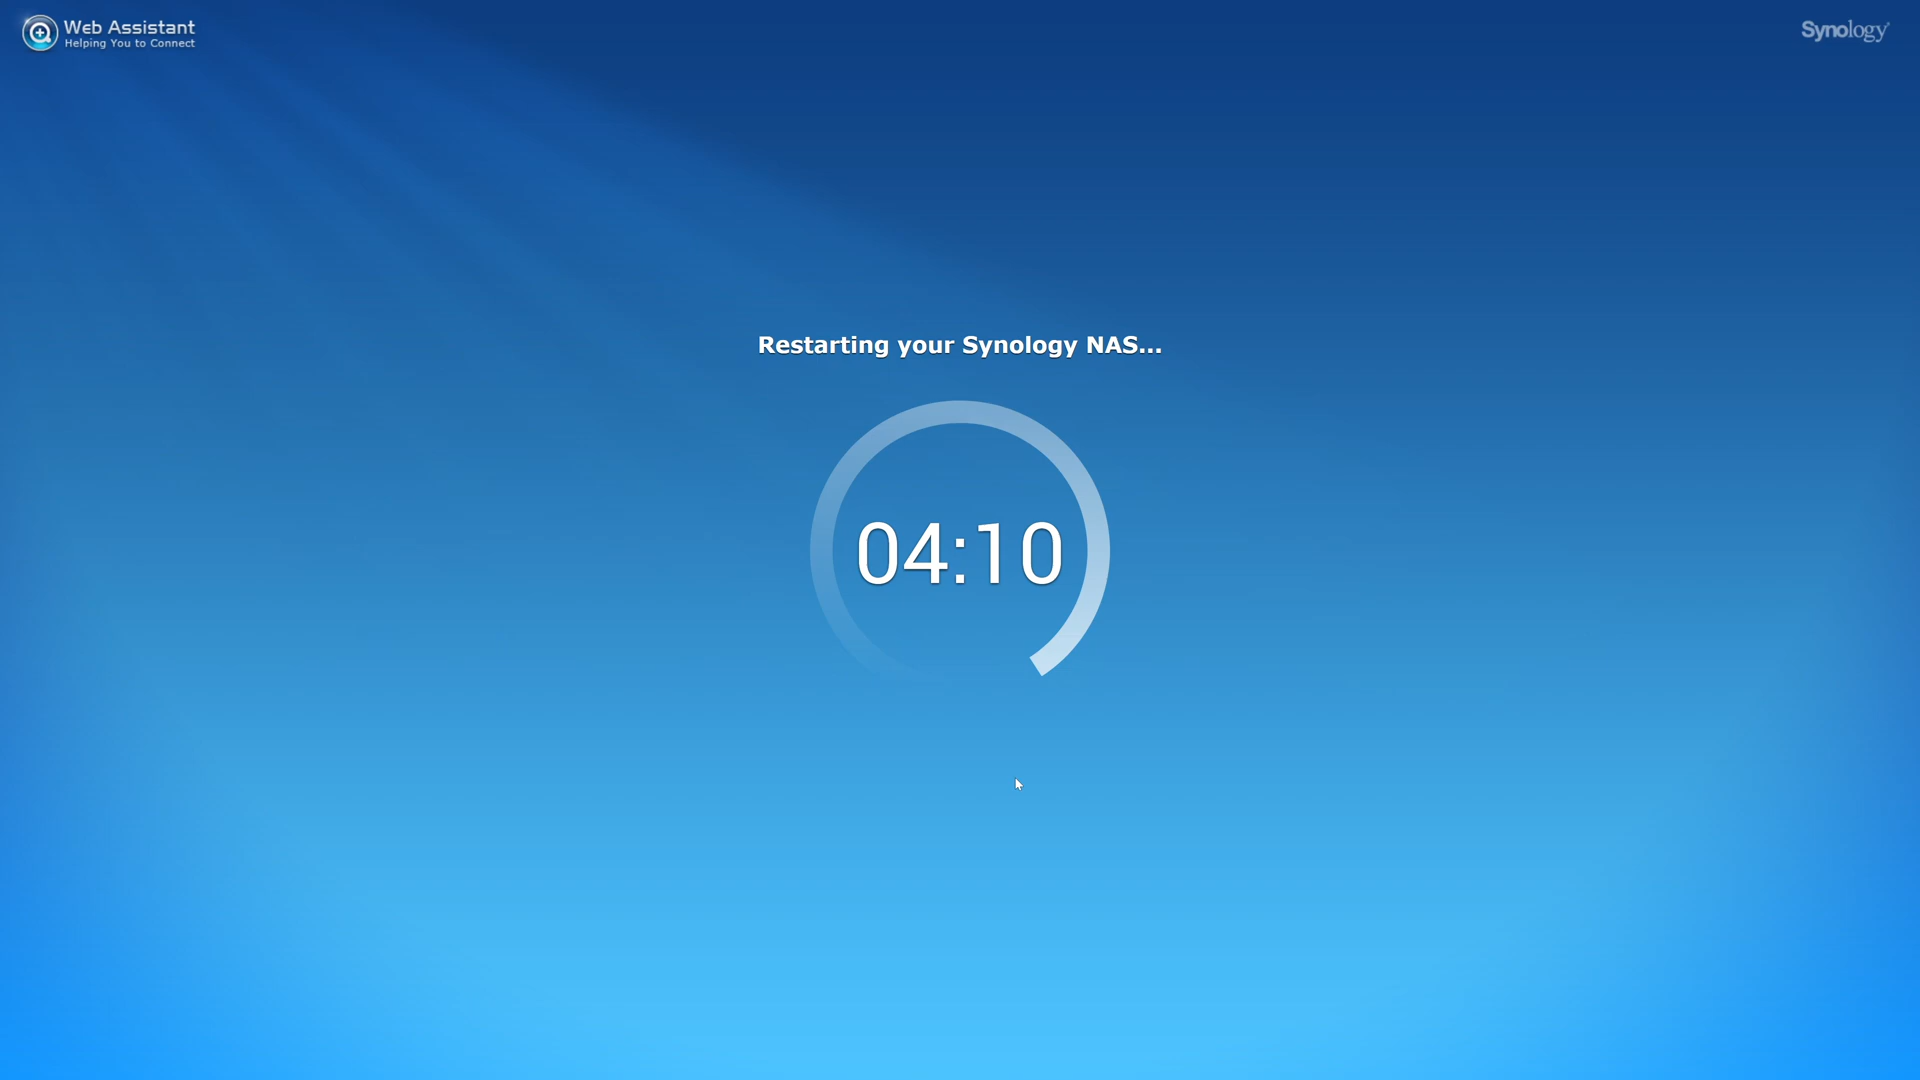 Web Assistant
Helping You to Connect
Synology
Restarting your Synology NAS...
04:10